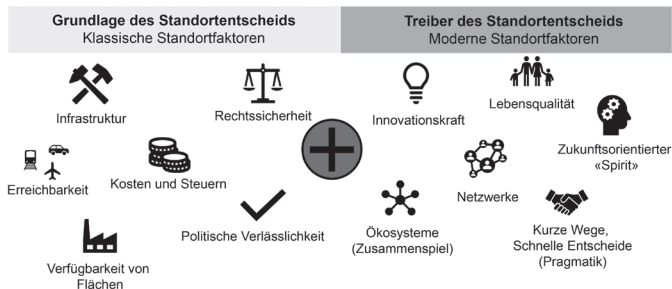 Grundlage des Standortentscheids
Klassische Standortfaktoren
Treiber des Standortentscheids
Moderne Standortfaktoren
Infrastruktur
Rechtssicherheit
Innovationskraft
Lebensqualität
Zukunftsorientierter
«Spirit»
Erreichbarkeit
Kosten und Steuern
Netzwerke
Politische Verlässlichkeit
Ökosysteme
(Zusammenspiel)
Kurze Wege,
Schnelle Entscheide
(Pragmatik)
Verfügbarkeit von
Flächen